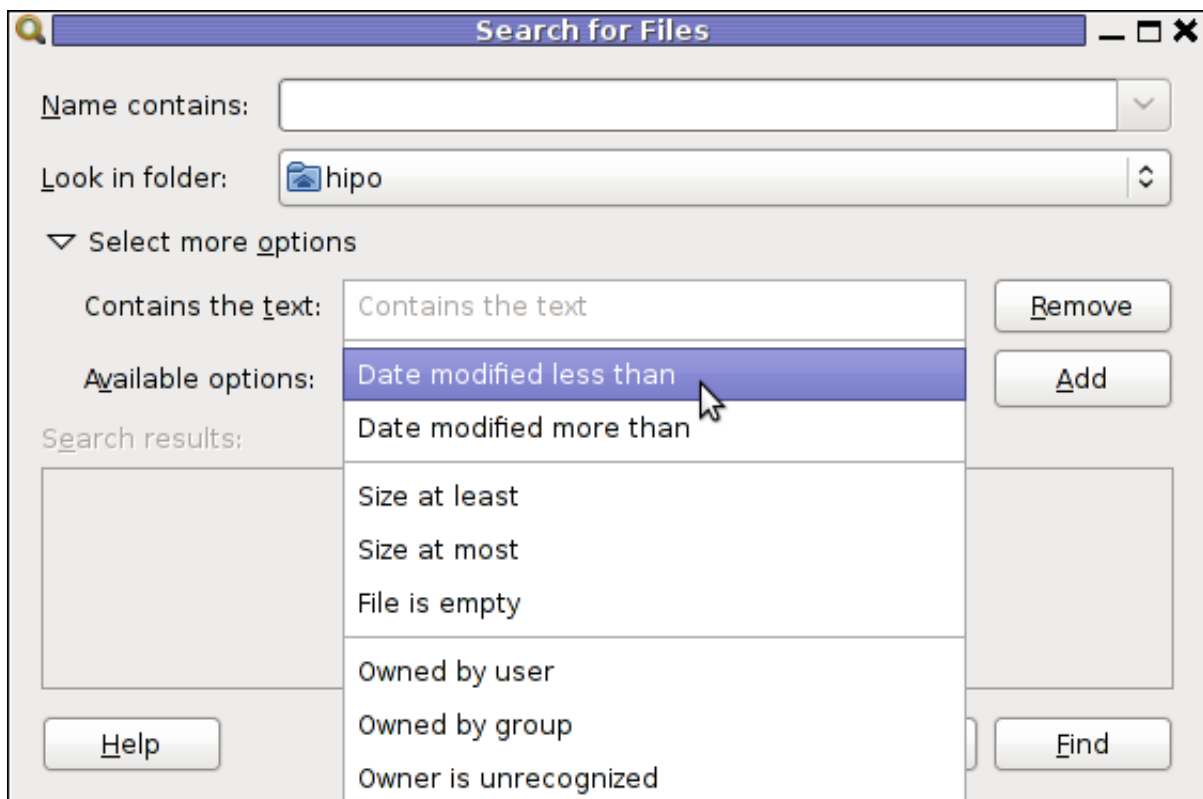 Search for Files
Name contains:
Look in folder: hipo
Select more options
Contains the text: Contains the text Remove
Available options: Date modified less than Add
Date modified more than
Search results:
Size at least
Size at most
File is empty
Owned by user
Owned by group
Help Find
Owner is unrecognized